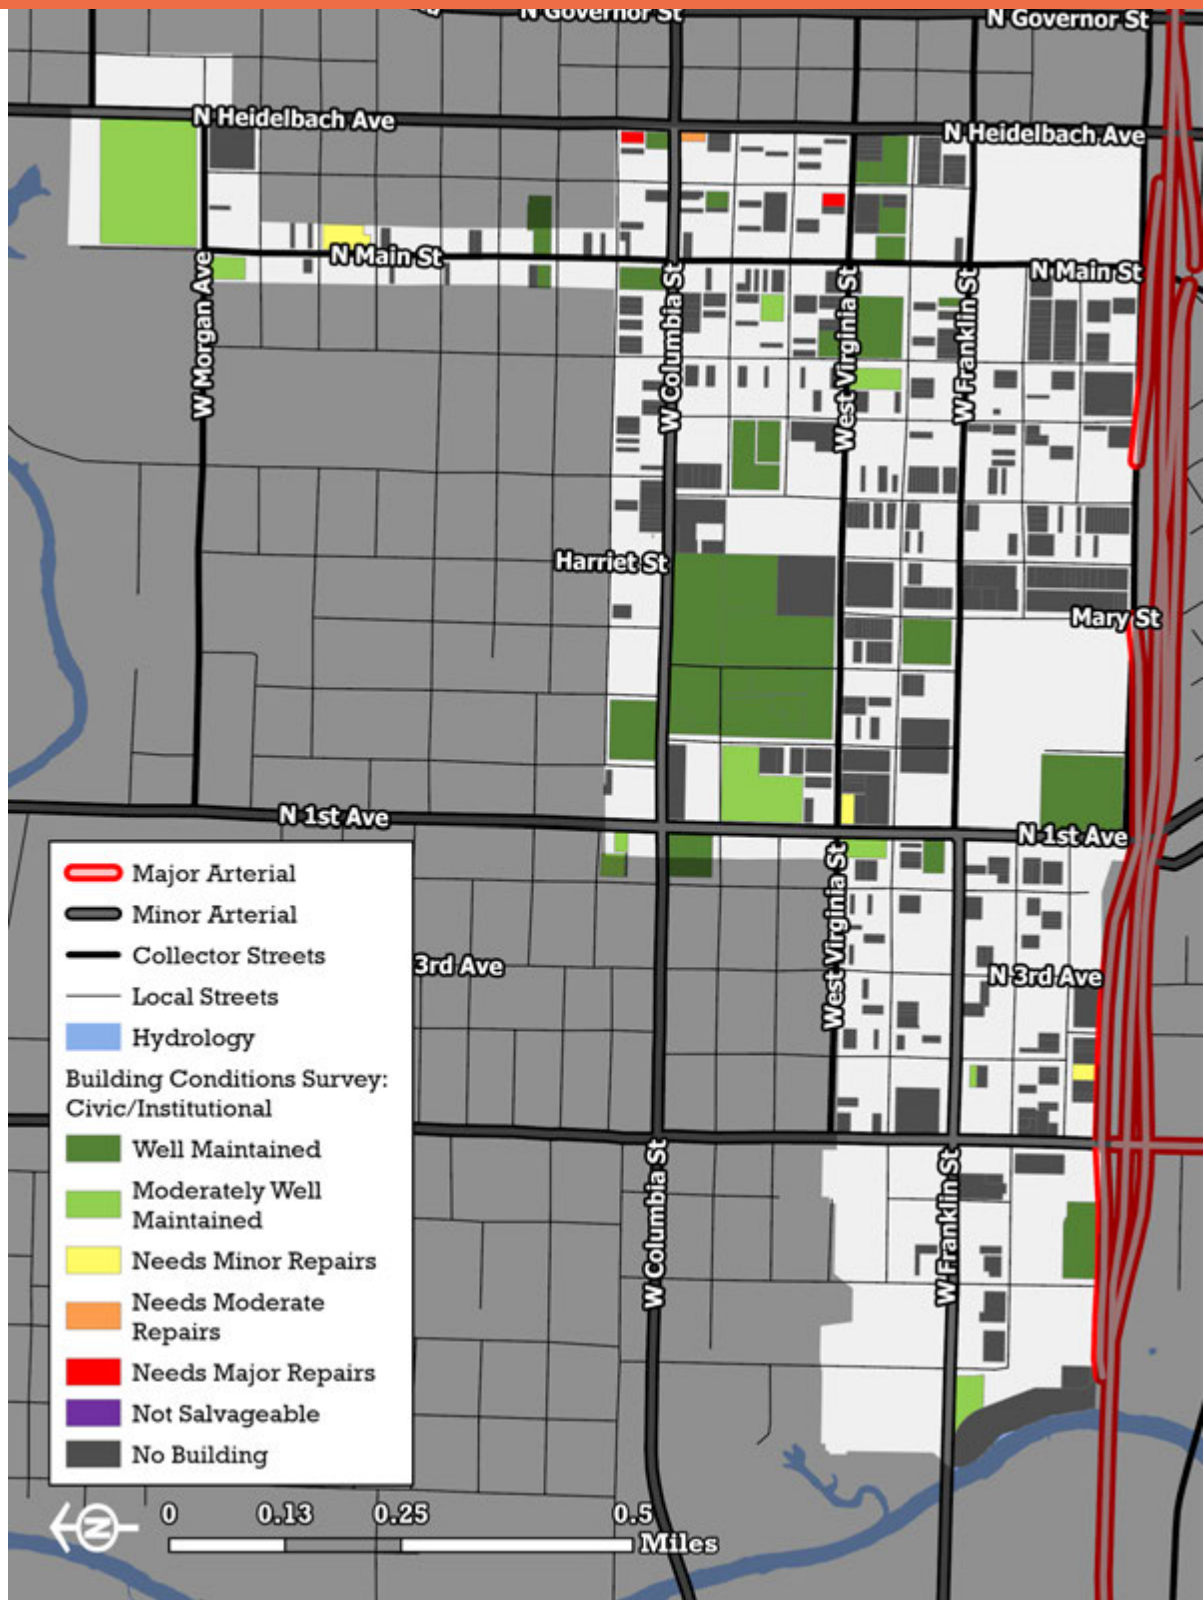 N Governor St
N Governor St
N Heidelbach Ave
N Heidelbach Ave
N Main St
N Main St
W Morgan Ave
W Columbia St
West Virginia St
W Franklin St
Harriet St
Mary St
N 1st Ave
N 1st Ave
West Virginia St
3rd Ave
N 3rd Ave
W Columbia St
W Franklin St
Major Arterial
Minor Arterial
Collector Streets
Local Streets
Hydrology
Building Conditions Survey:
Civic/Institutional
Well Maintained
Moderately Well
Maintained
Needs Minor Repairs
Needs Moderate
Repairs
Needs Major Repairs
Not Salvageable
No Building
N
0 0.13 0.25 0.5
Miles